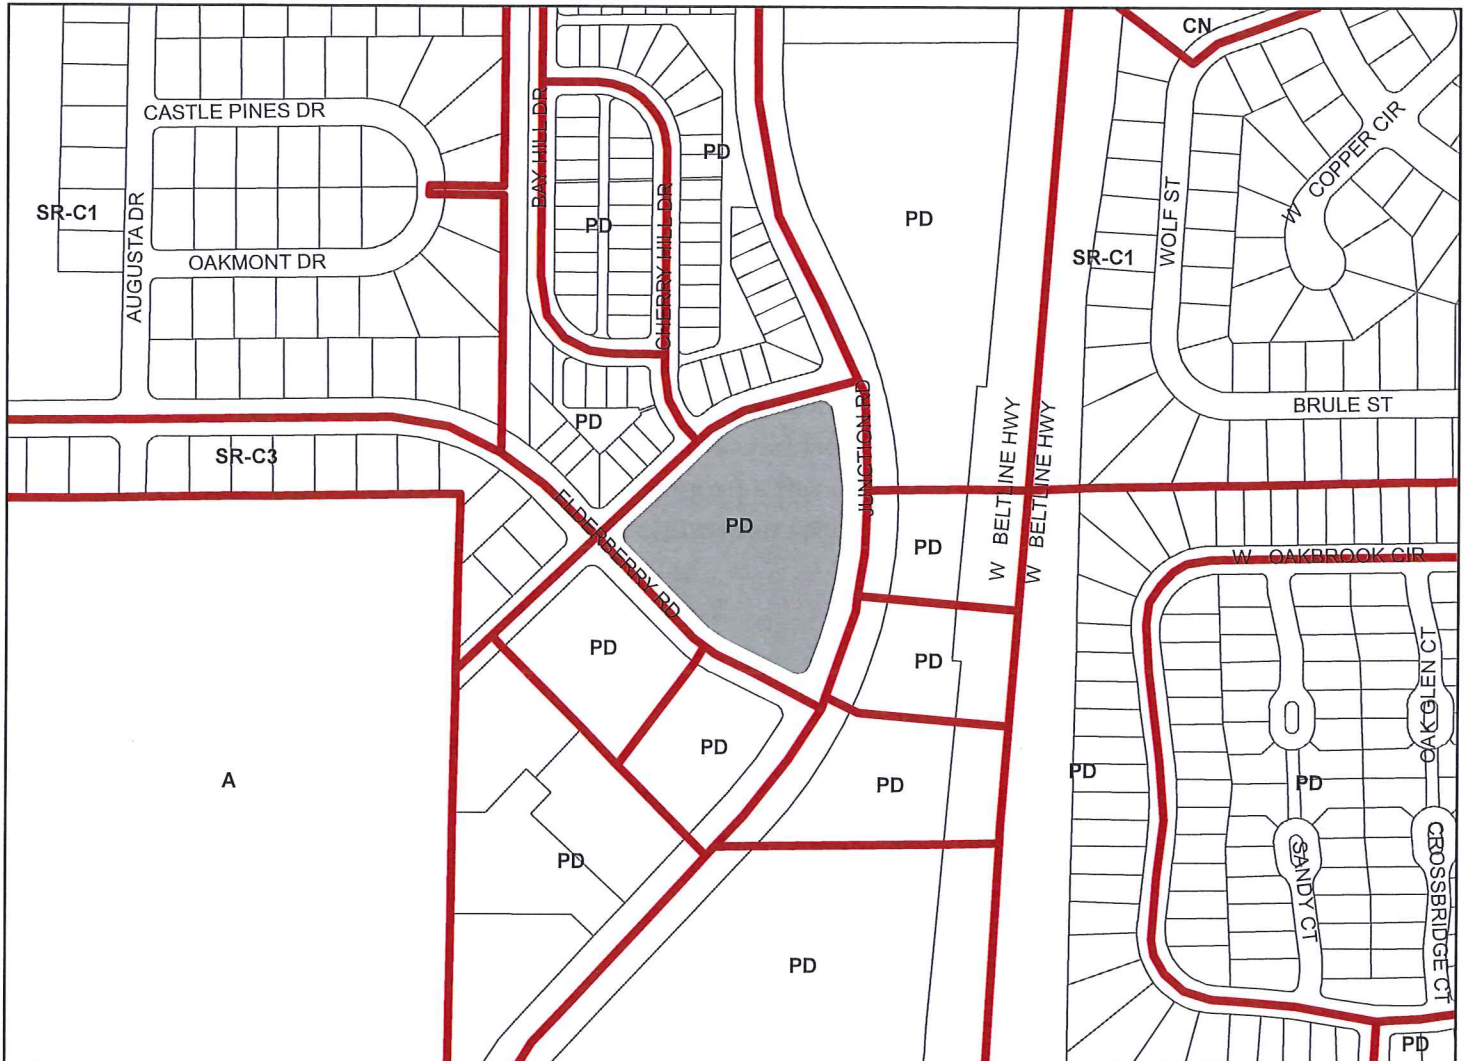 CN
CASTLE PINES DR
BAY HILL DR
W COPPER CIR
PD
SR-C1
AUGUSTA DR
PD
CHERRY HILL DR
PD
WOLF ST
SR-C1
OAKMONT DR
JUNCTION RD
BRULE ST
PD
SR-C3
W BELTLINE HWY
W BELTLINE HWY
ELDERBERRY RD
PD
PD
W OAKBROOK CIR
PD
PD
OAK GLEN CT
PD
PD
PD
PD
A
PD
SANDY CT
CROSSBRIDGE CT
PD
PD